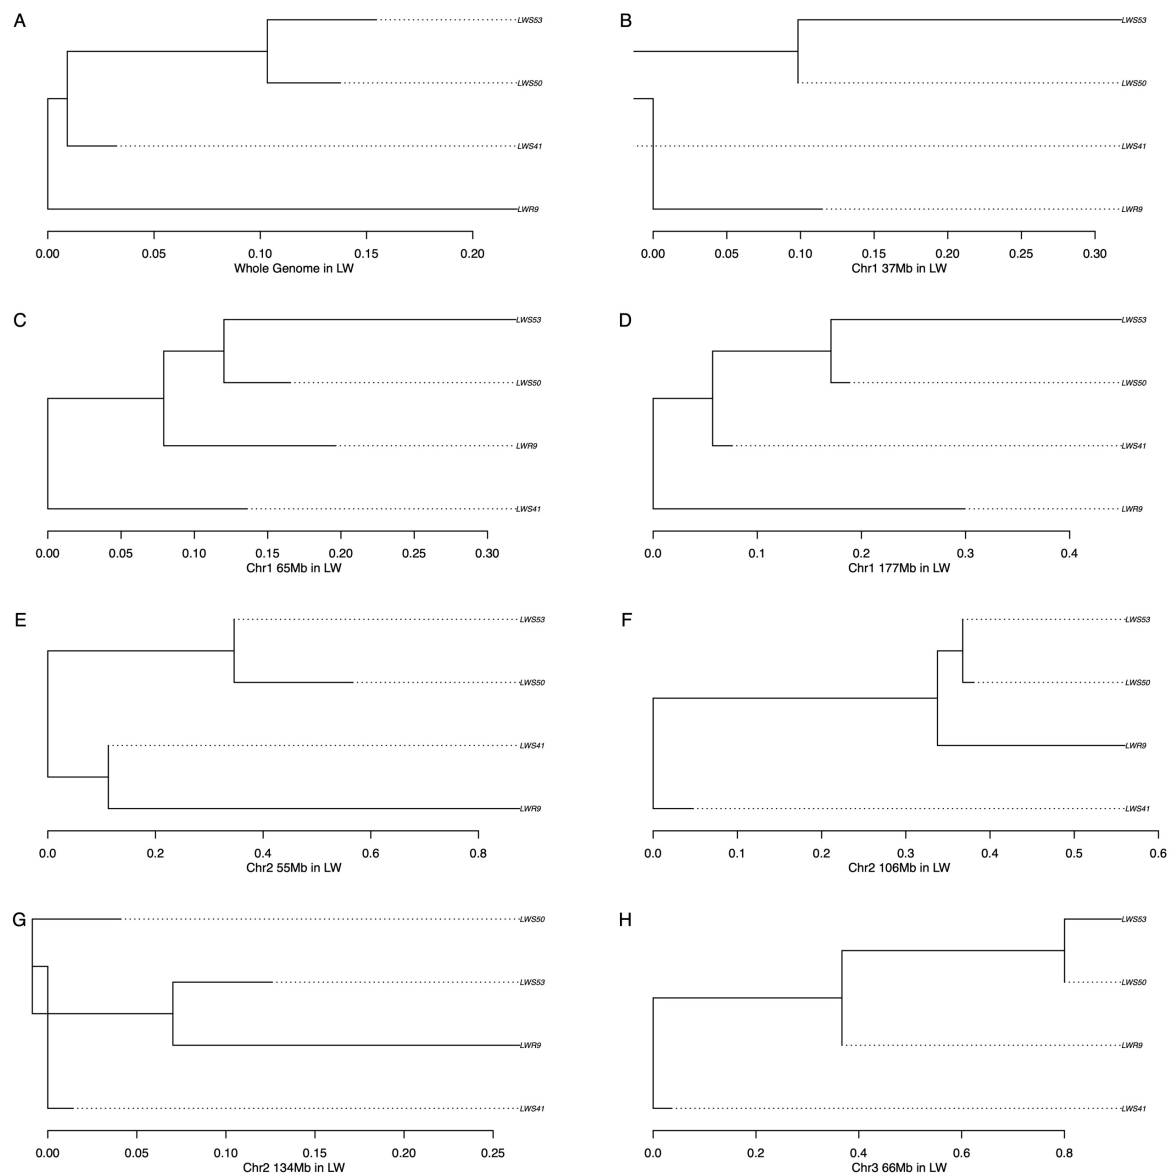 A
LWS53
LWS50
LWS41
LWR9
0.00 0.05 0.10 0.15 0.20
Whole Genome in LW
B
LWS53
LWS50
LWS41
LWR9
0.00 0.05 0.10 0.15 0.20 0.25 0.30
Chr1 37Mb in LW
C
LWS53
LWS50
LWR9
LWS41
0.00 0.05 0.10 0.15 0.20 0.25 0.30
Chr1 65Mb in LW
D
LWS53
LWS50
LWS41
LWR9
0.0 0.1 0.2 0.3 0.4
Chr1 177Mb in LW
E
LWS53
LWS50
LWS41
LWR9
0.0 0.2 0.4 0.6 0.8
Chr2 55Mb in LW
F
LWS53
LWS50
LWR9
LWS41
0.0 0.1 0.2 0.3 0.4 0.5 0.6
Chr2 106Mb in LW
G
LWS50
LWS53
LWR9
LWS41
0.00 0.05 0.10 0.15 0.20 0.25
Chr2 134Mb in LW
H
LWS53
LWS50
LWR9
LWS41
0.0 0.2 0.4 0.6 0.8
Chr3 66Mb in LW